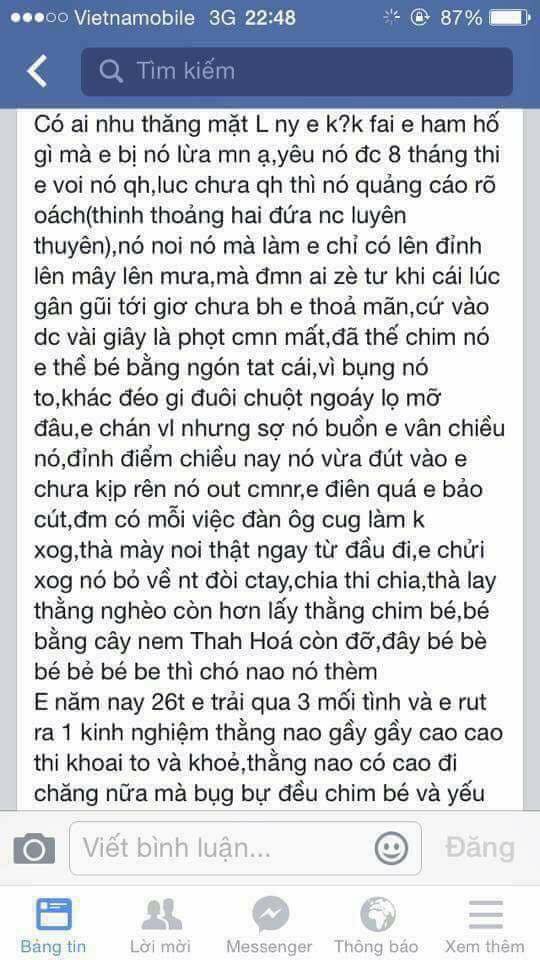 Vietnamobile 3G 22:48 87%
Tìm kiếm
Có ai nhu thăng mặt L ny e k?k fai e ham hố
gì mà e bị nó lừa mn ạ,yêu nó đc 8 tháng thi
e voi nó qh,luc chưa qh thì nó quảng cáo rõ
oách(thinh thoảng hai đứa nc luyên
thuyên),nó noi nó mà làm e chỉ có lên đỉnh
lên mây lên mưa,mà đmn ai zè tư khi cái lúc
gân gũi tới giơ chưa bh e thoả mãn,cứ vào
dc vài giây là phọt cmn mất,đã thế chim nó
e thề bé bằng ngón tat cái,vì bụng nó
to,khác đéo gi đuôi chuột ngoáy lọ mỡ
đâu,e chán vl nhưng sợ nó buồn e vân chiều
nó,đỉnh điểm chiều nay nó vừa đút vào e
chưa kịp rên nó out cmnr,e điên quá e bảo
cút,đm có mỗi việc đàn ôg cug làm k
xog,thà mày noi thật ngay từ đầu đi,e chửi
xog nó bỏ về nt đòi ctay,chia thi chia,thà lay
thằng nghèo còn hơn lấy thằng chim bé,bé
bằng cây nem Thah Hoá còn đỡ,đây bé bè
bé bẻ bé be thì chó nao nó thèm
E năm nay 26t e trải qua 3 mối tình và e rut
ra 1 kinh nghiệm thằng nao gầy gầy cao cao
thi khoai to và khoẻ,thằng nao có cao đi
chăng nữa mà bụg bự đều chim bé và yếu
Viết bình luận... Đăng
Bảng tin Lời mời Messenger Thông báo Xem thêm